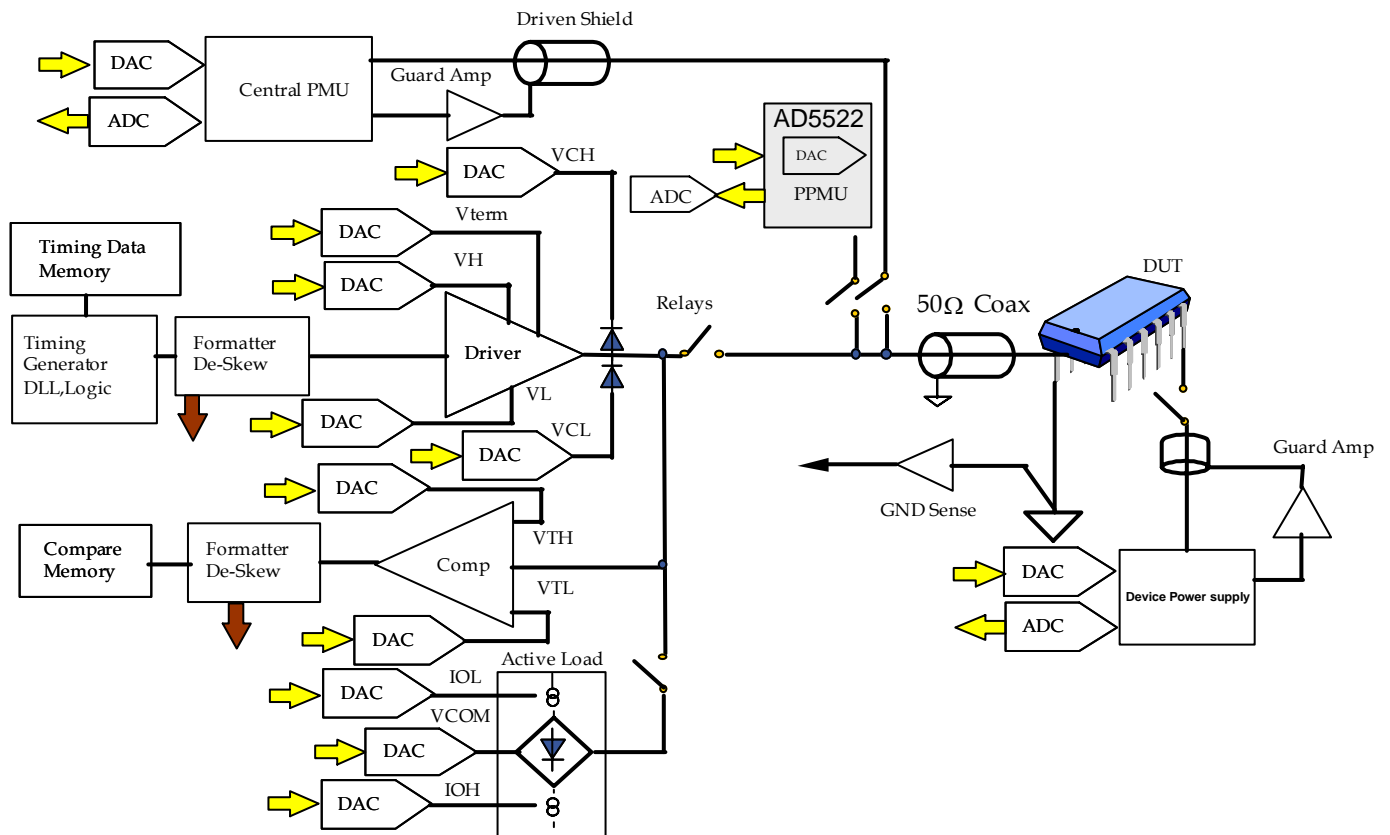 Driven Shield
DAC
Guard Amp
Central PMU
ADC
AD5522
DAC
PPMU
ADC
VCH
DAC
Vterm
DAC
Timing Data
Memory
VH
DAC
DUT
Relays
50Ω Coax
Timing
Generator
DLL,Logic
Formatter
De-Skew
Driver
VL
DAC
VCL
DAC
Guard Amp
DAC
GND Sense
VTH
Compare
Memory
Formatter
De-Skew
Comp
VTL
DAC
Device Power supply
ADC
DAC
Active Load
IOL
DAC
VCOM
DAC
IOH
DAC